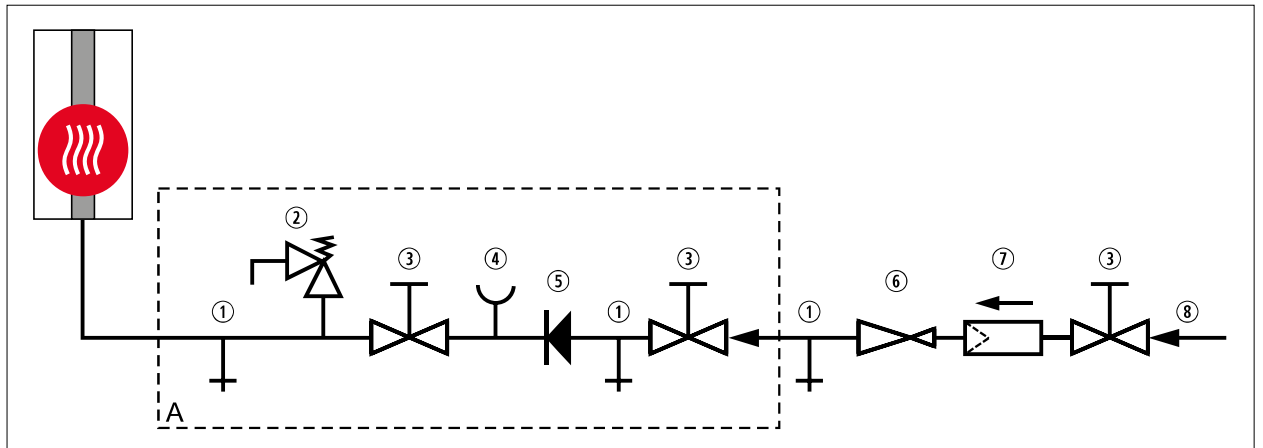 ②
③ ④ ③ ⑦ ③
⑤ ⑥
① ① ① ⑧
A